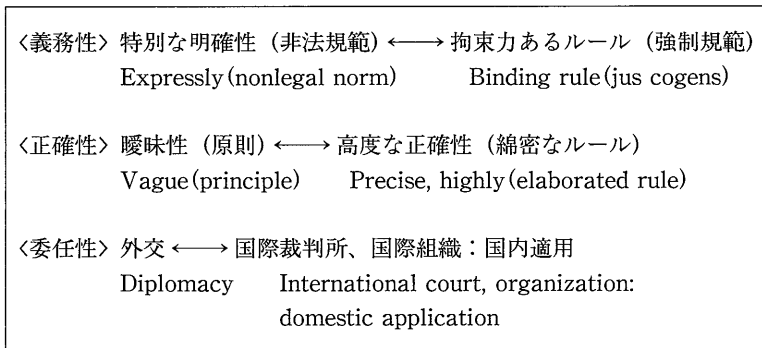 〈義務性〉 特別な明確性（非法規範）⟷ 拘束力あるルール（強制規範）
Expressly(nonlegal norm) Binding rule(jus cogens)
〈正確性〉 曖昧性（原則）⟷ 高度な正確性（綿密なルール）
Vague(principle) Precise, highly(elaborated rule)
〈委任性〉 外交 ⟷ 国際裁判所、国際組織：国内適用
Diplomacy International court, organization:
domestic application